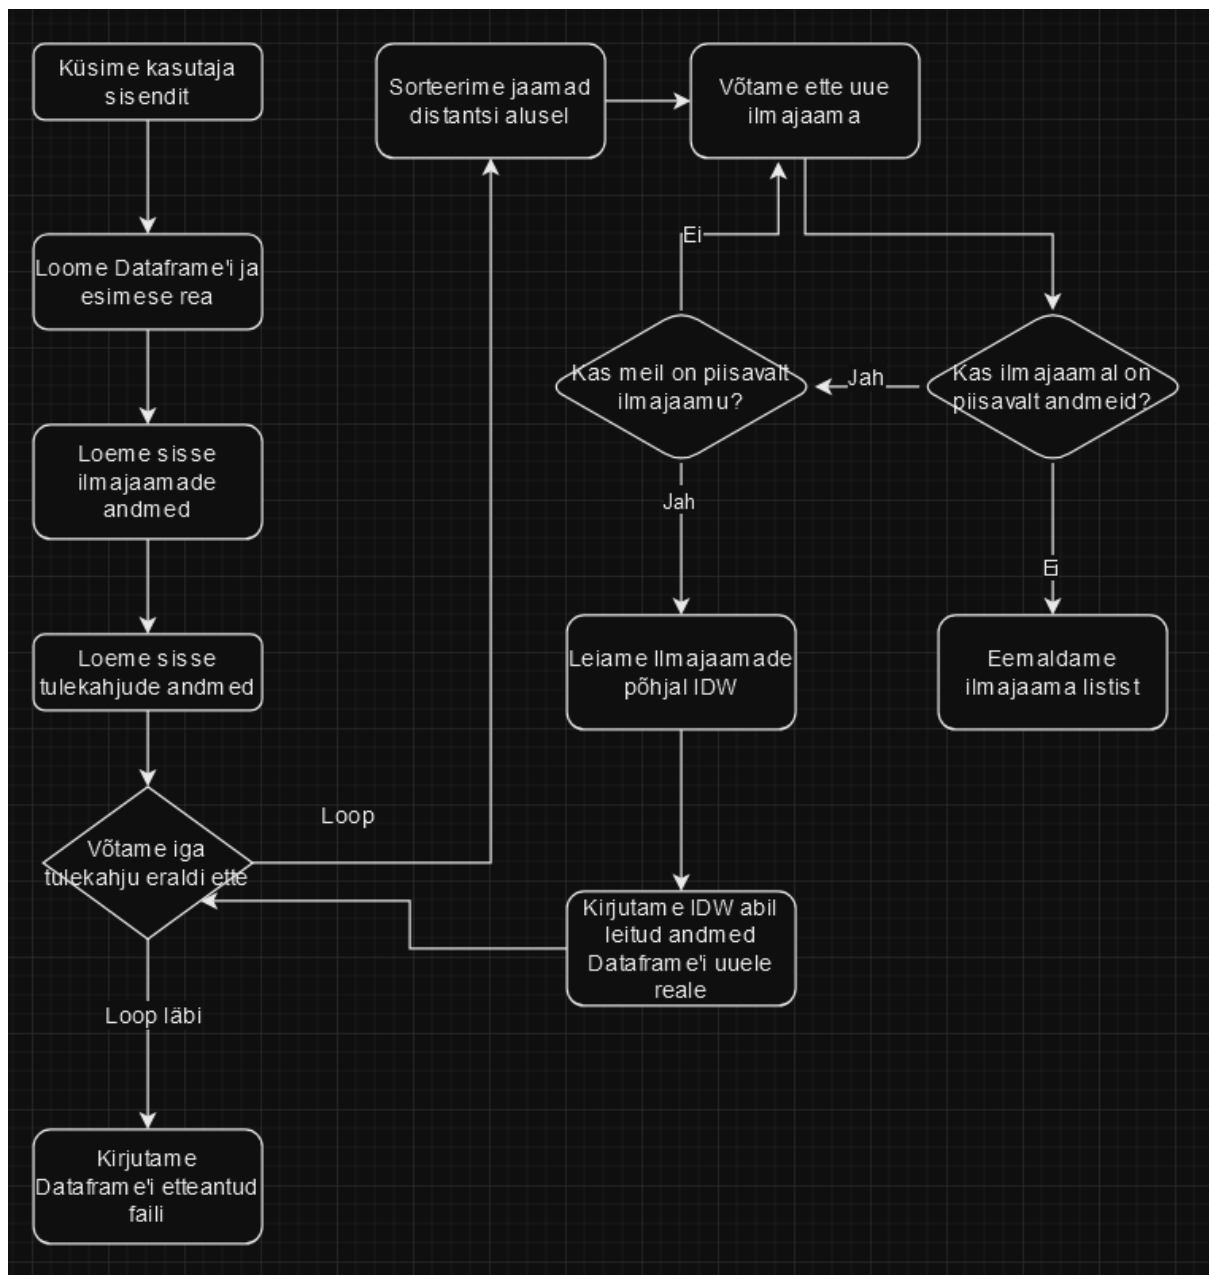 Küsime kasutaja
sisendit
Loome Dataframe'i ja
esimese rea
Loeme sisse
ilmajaamade
andmed
Loeme sisse
tulekahjude andmed
Võtame iga
tulekahju eraldi ette
Loop
Loop läbi
Kirjutame
Dataframe'i etteantud
faili
Sorteerime jaamad
distantsi alusel
Võtame ette uue
ilmajaama
Kas ilmajaamal on
piisavalt andmeid?
Jah
Ei
Eemaldame
ilmajaama listist
Kas meil on piisavalt
ilmajaamu?
Ei
Jah
Leiame Ilmajaamade
põhjal IDW
Kirjutame IDW abil
leitud andmed
Dataframe'i uuele
reale